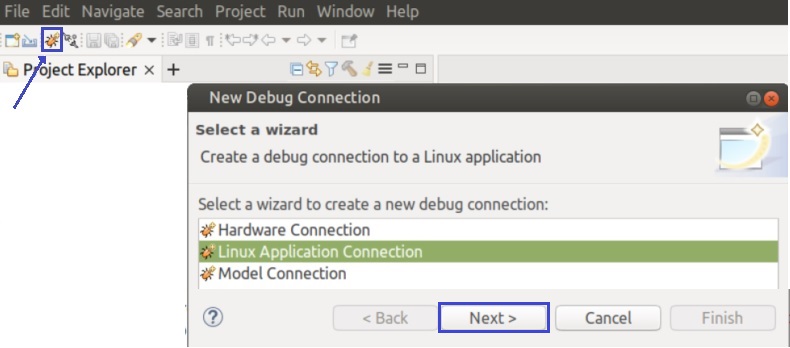 File Edit Navigate Search Project Run Window Help
Project Explorer
New Debug Connection
Select a wizard
Create a debug connection to a Linux application
Select a wizard to create a new debug connection:
Hardware Connection
Linux Application Connection
Model Connection
< Back Next > Cancel Finish